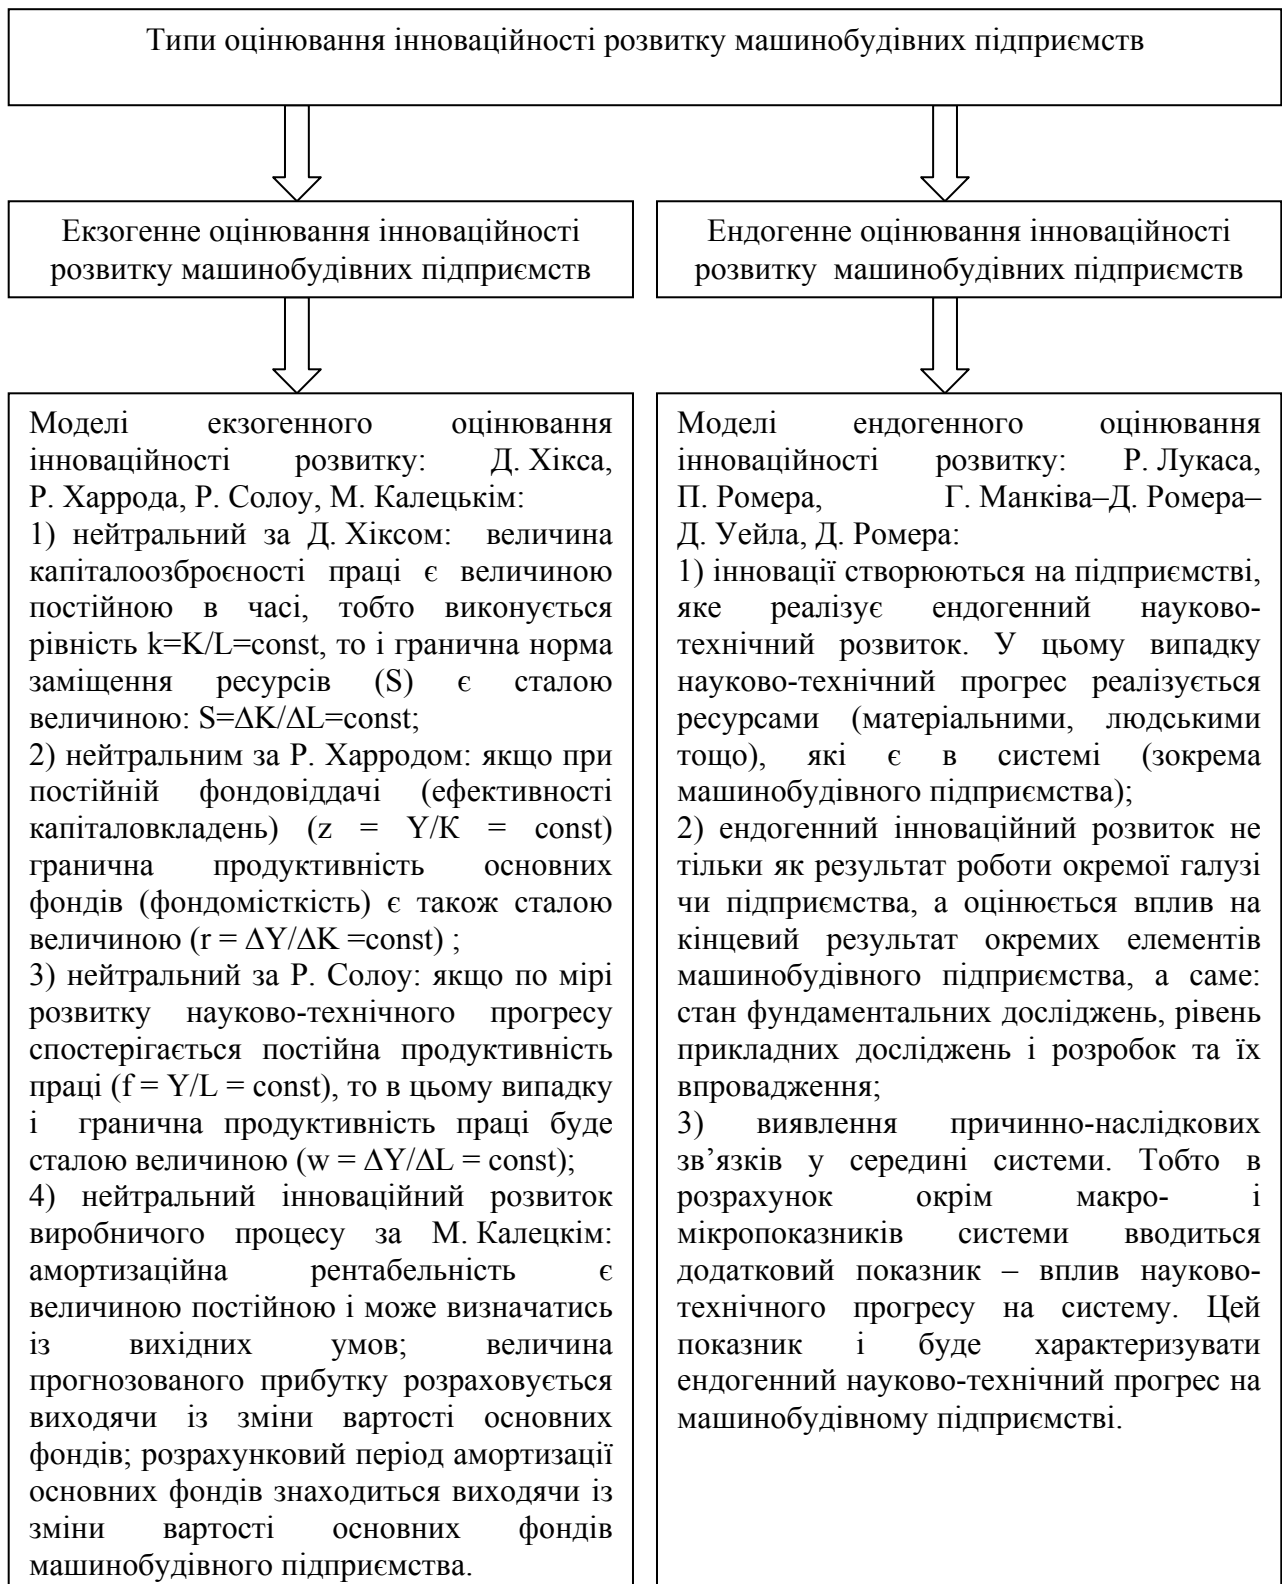 Типи оцінювання інноваційності розвитку машинобудівних підприємств
Екзогенне оцінювання інноваційності
розвитку машинобудівних підприємств
Ендогенне оцінювання інноваційності
розвитку машинобудівних підприємств
Моделі екзогенного оцінювання
інноваційності розвитку: Д. Хікса,
Р. Харрода, Р. Солоу, М. Калецькім:
1) нейтральний за Д. Хіксом: величина
капіталоозброєності праці є величиною
постійною в часі, тобто виконується
рівність k=K/L=const, то і гранична норма
заміщення ресурсів (S) є сталою
величиною: S=∆K/∆L=const;
2) нейтральним за Р. Харродом: якщо при
постійній фондовіддачі (ефективності
капіталовкладень) (z = Y/K = const)
гранична продуктивність основних
фондів (фондомісткість) є також сталою
величиною (r = ∆Y/∆K =const) ;
3) нейтральний за Р. Солоу: якщо по мірі
розвитку науково-технічного прогресу
спостерігається постійна продуктивність
праці (f = Y/L = const), то в цьому випадку
і гранична продуктивність праці буде
сталою величиною (w = ∆Y/∆L = const);
4) нейтральний інноваційний розвиток
виробничого процесу за М. Калецкім:
амортизаційна рентабельність є
величиною постійною і може визначатись
із вихідних умов; величина
прогнозованого прибутку розраховується
виходячи із зміни вартості основних
фондів; розрахунковий період амортизації
основних фондів знаходиться виходячи із
зміни вартості основних фондів
машинобудівного підприємства.
Моделі ендогенного оцінювання
інноваційності розвитку: Р. Лукаса,
П. Ромера, Г. Манківа–Д. Ромера–
Д. Уейла, Д. Ромера:
1) інновації створюються на підприємстві,
яке реалізує ендогенний науково-
технічний розвиток. У цьому випадку
науково-технічний прогрес реалізується
ресурсами (матеріальними, людськими
тощо), які є в системі (зокрема
машинобудівного підприємства);
2) ендогенний інноваційний розвиток не
тільки як результат роботи окремої галузі
чи підприємства, а оцінюється вплив на
кінцевий результат окремих елементів
машинобудівного підприємства, а саме:
стан фундаментальних досліджень, рівень
прикладних досліджень і розробок та їх
впровадження;
3) виявлення причинно-наслідкових
зв’язків у середині системи. Тобто в
розрахунок окрім макро- і
мікропоказників системи вводиться
додатковий показник – вплив науково-
технічного прогресу на систему. Цей
показник і буде характеризувати
ендогенний науково-технічний прогрес на
машинобудівному підприємстві.